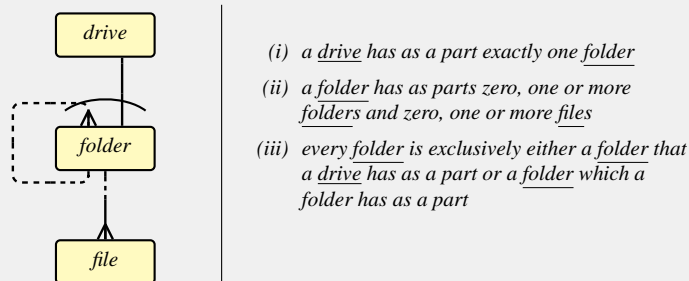 drive
folder
file
(i) a drive has as a part exactly one folder
(ii) a folder has as parts zero, one or more
folders and zero, one or more files
(iii) every folder is exclusively either a folder that
a drive has as a part or a folder which a
folder has as a part